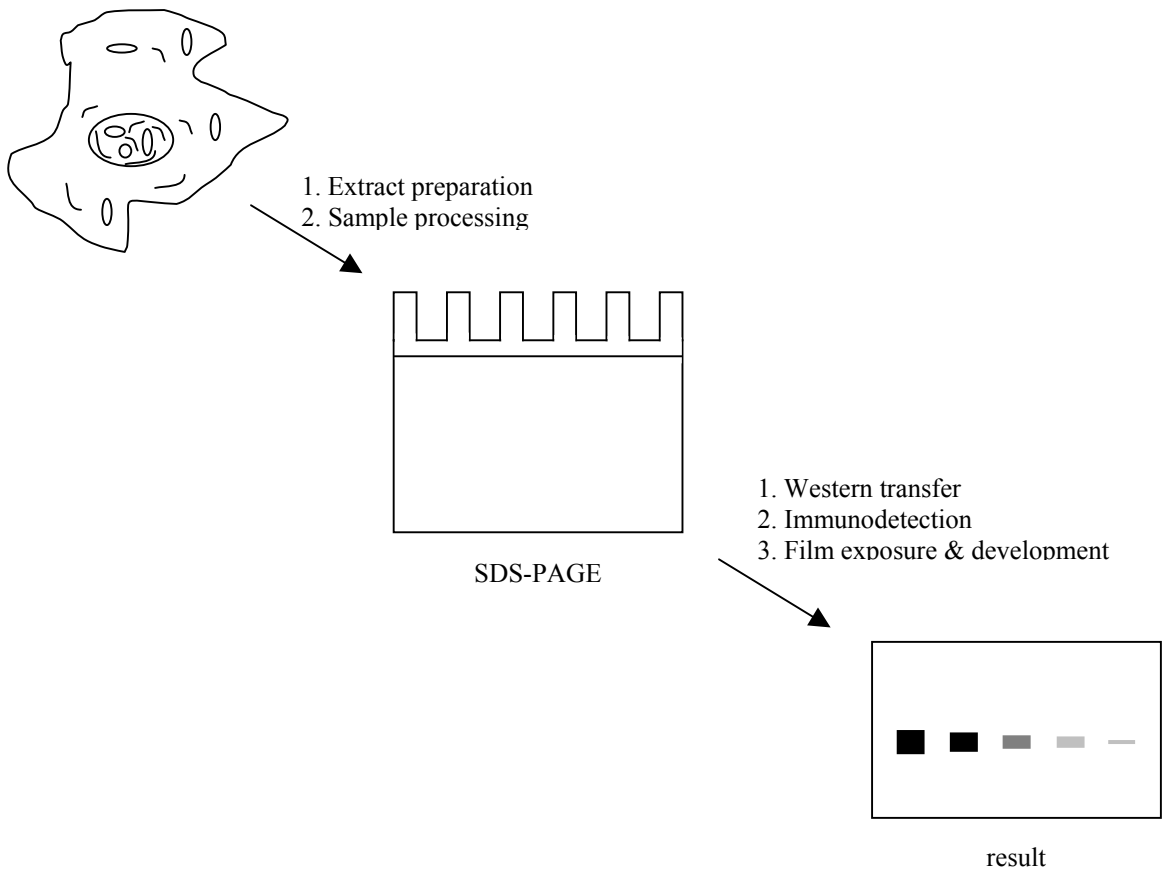 1. Extract preparation
2. Sample processing
SDS-PAGE
1. Western transfer
2. Immunodetection
3. Film exposure & development
result